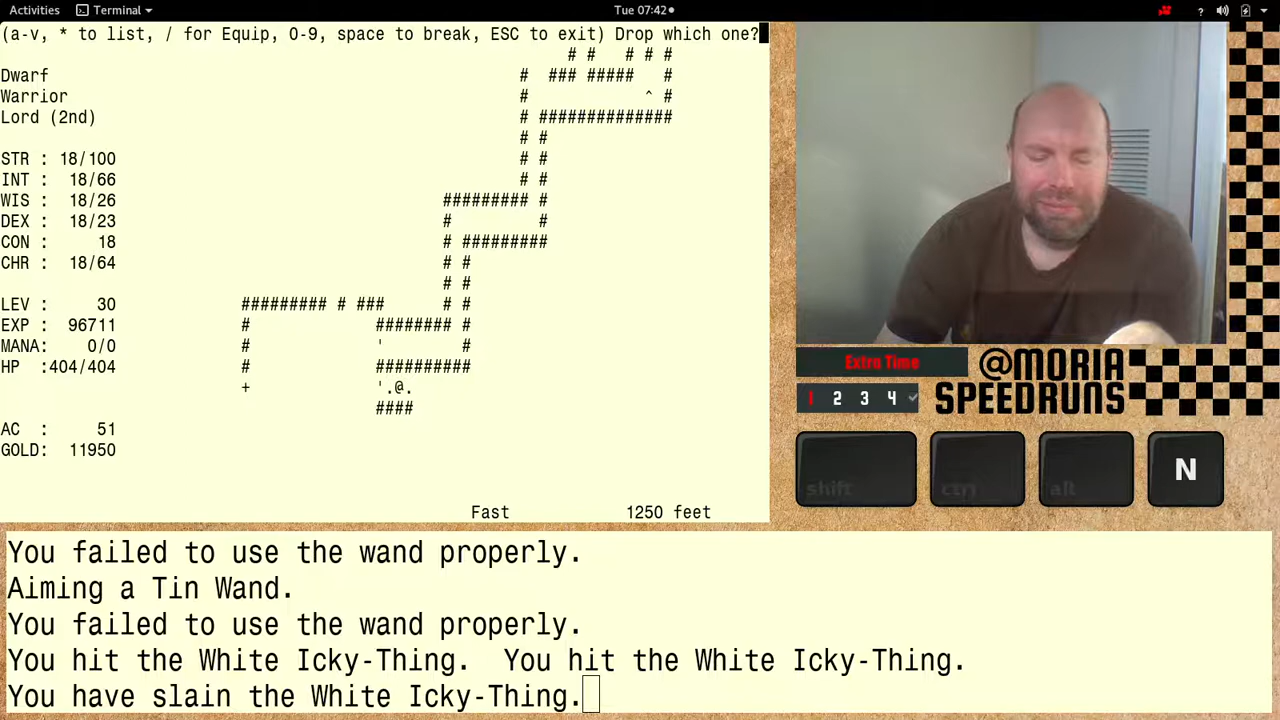 Activities Terminal Tue 07:42
(a-v, * to list, / for Equip, 0-9, space to break, ESC to exit) Drop which one?
# # # # #
Dwarf # ### ##### #
Warrior # ^ #
Lord (2nd) # ##############
# #
STR : 18/100 # #
INT : 18/66 # #
WIS : 18/26 ######### #
DEX : 18/23 # #
CON : 18 # #########
CHR : 18/64 # #
# #
LEV : 30 ######### # ### # #
EXP : 96711 # ######## #
MANA: 0/0 # ' #
HP :404/404 # ##########
+ '.@.
####
AC : 51
GOLD: 11950
Fast 1250 feet
Extra Time
1 2 3 4 ✓
@MORIA
SPEEDRUNS
shift ctrl alt N
You failed to use the wand properly.
Aiming a Tin Wand.
You failed to use the wand properly.
You hit the White Icky-Thing. You hit the White Icky-Thing.
You have slain the White Icky-Thing.